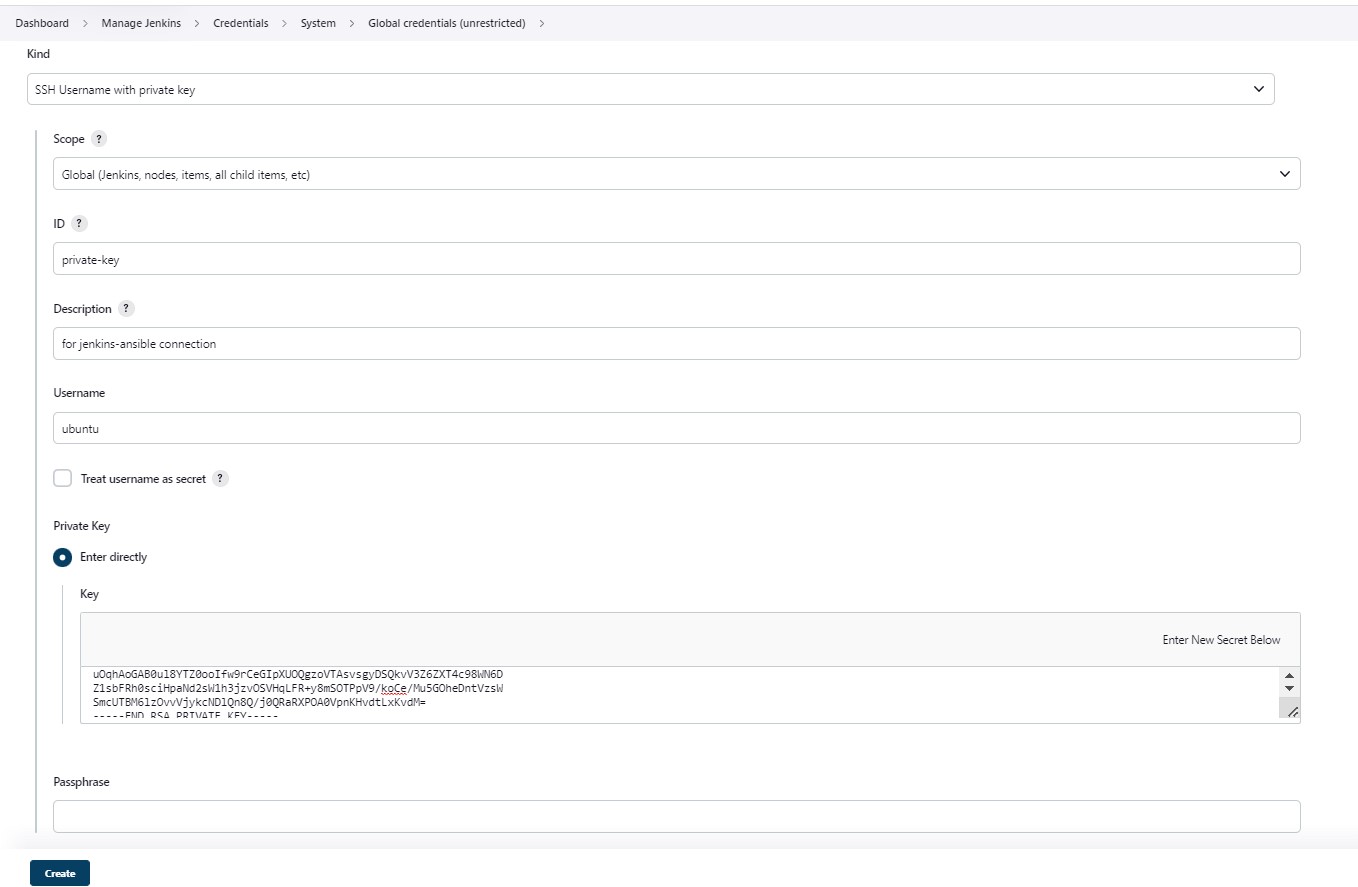 Dashboard > Manage Jenkins > Credentials > System > Global credentials (unrestricted) >
Kind
SSH Username with private key
Scope ?
Global (Jenkins, nodes, items, all child items, etc)
ID ?
private-key
Description ?
for jenkins-ansible connection
Username
ubuntu
Treat username as secret ?
Private Key
Enter directly
Key
Enter New Secret Below
uOqhAoGAB0ul8YTZ0ooIfw9rCeGIpXUOQgzoVTAsvsgyDSQkvV3Z6ZXT4c98WN6D
Z1sbFRh0sciHpaNd2sW1h3jzvOSVHqLFR+y8mSOTPpV9/koCe/Mu5GOheDntVzsW
SmcUTBM6lzOvvVjykcNDlQn8Q/j0QRaRXPOA0VpnKHvdtLxKvdM=
-----END RSA PRIVATE KEY-----
Passphrase
Create